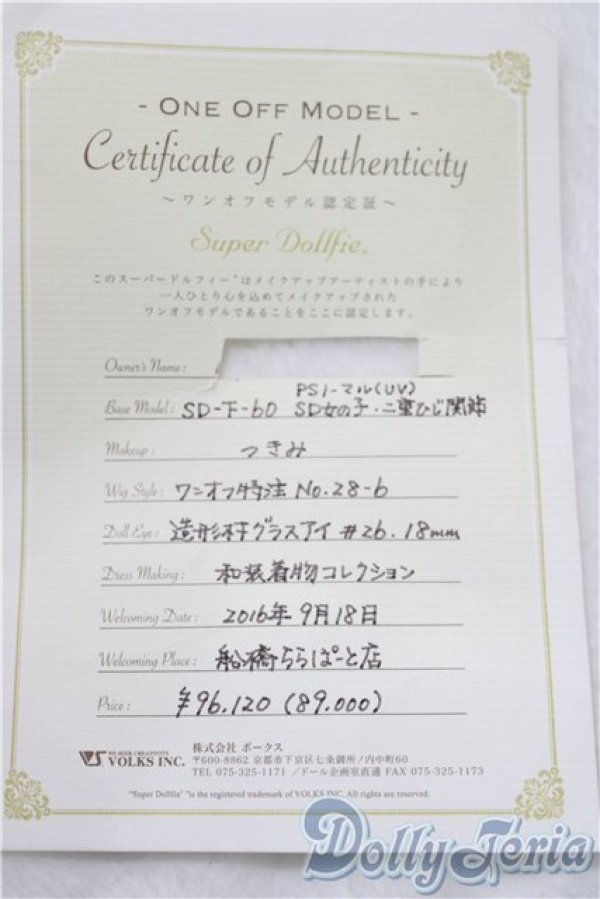 - ONE OFF MODEL -
Certificate of Authenticity
～ワンオフモデル認定証～
Super Dollfie®
このスーパードルフィー®はメイクアップアーティストの手により
一人ひとり心を込めてメイクアップされた
ワンオフモデルであることをここに認定します。
Owner's Name :
PSノーマル(UV)
Base Model : SD-F-60 SD女の子・二重ひじ関節
Makeup : つきみ
Wig Style : ワンオフ特注 No.28-b
Doll Eye : 造形村グラスアイ #26. 18mm
Dress Making : 和装着物コレクション
Welcoming Date : 2016年 9月18日
Welcoming Place : 船橋ららぽーと店
Price : ¥96.120 (89.000)
WE SEEK CREATIVITY
VS VOLKS INC.
株式会社 ボークス
〒600-8862 京都市下京区七条御所ノ内中町60
TEL 075-325-1171 ／ドール企画室直通 FAX 075-325-1173
"Super Dollfie®" is the registered trademark of VOLKS INC. All rights are reserved.
DollyTeria